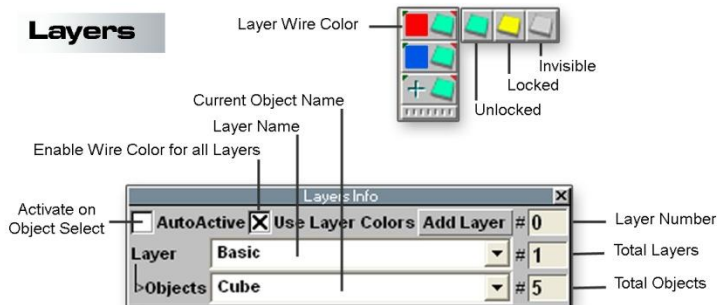 Layers
Layer Wire Color
Invisible
Locked
Unlocked
Current Object Name
Layer Name
Enable Wire Color for all Layers
Activate on
Object Select
Layers Info
AutoActive Use Layer Colors Add Layer # 0
Layer Number
Layer Basic # 1
Total Layers
Objects Cube # 5
Total Objects